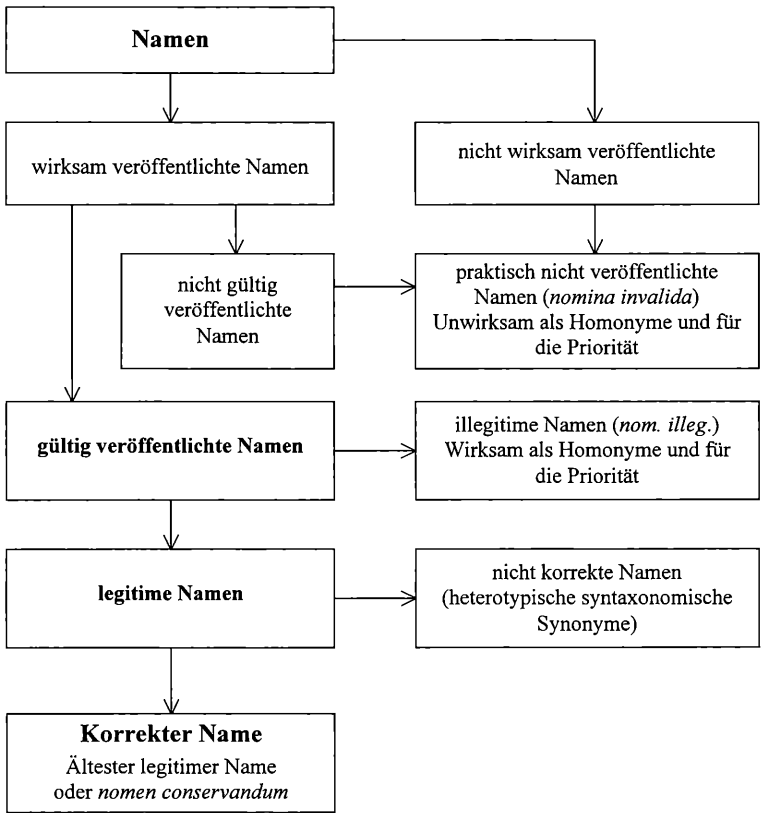 Namen
wirksam veröffentlichte Namen
nicht wirksam veröffentlichte
Namen
nicht gültig
veröffentlichte
Namen
praktisch nicht veröffentlichte
Namen (nomina invalida)
Unwirksam als Homonyme und für
die Priorität
gültig veröffentlichte Namen
illegitime Namen (nom. illeg.)
Wirksam als Homonyme und für
die Priorität
legitime Namen
nicht korrekte Namen
(heterotypische syntaxonomische
Synonyme)
Korrekter Name
Ältester legitimer Name
oder nomen conservandum